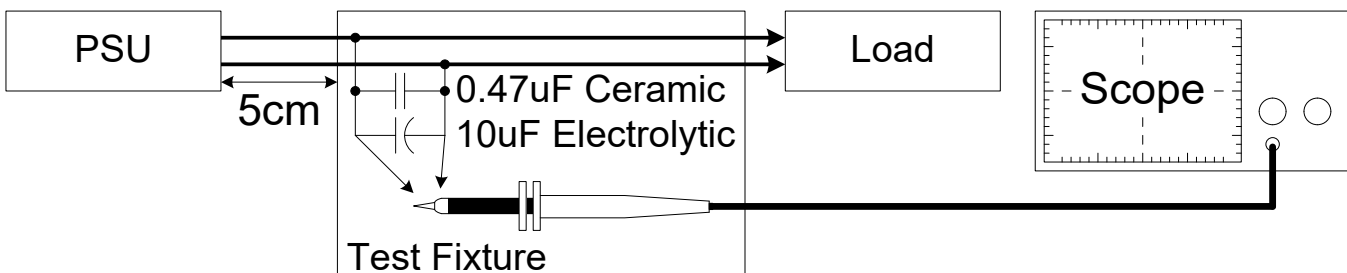 PSU
Load
Scope
5cm
0.47uF Ceramic
10uF Electrolytic
Test Fixture